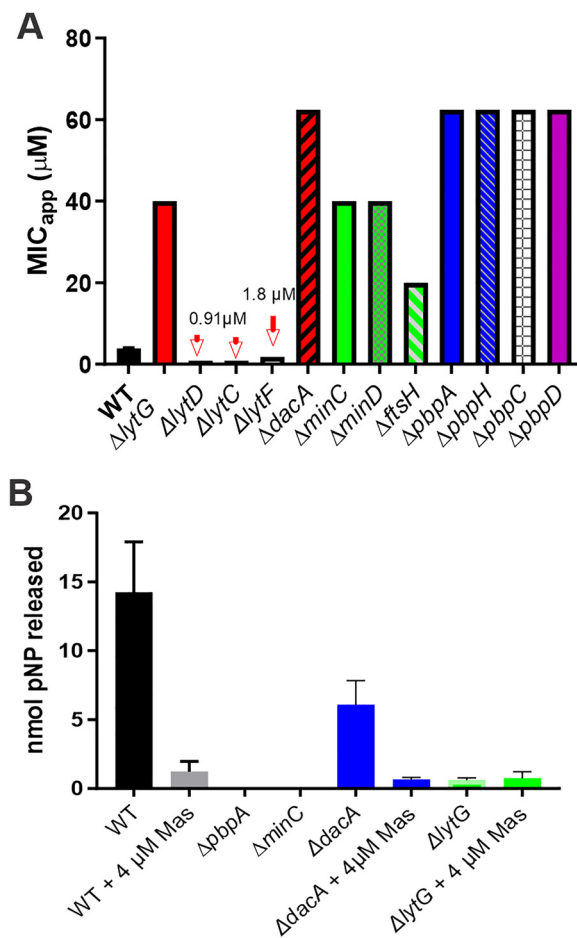 A
MICapp (μM)
80
60
40
20
0
0.91μM
1.8 μM
WT
ΔlytG
ΔlytD
ΔlytC
ΔlytF
ΔdacA
ΔminC
ΔminD
ΔftsH
ΔpbpA
ΔpbpH
ΔpbpC
ΔpbpD
B
nmol pNP released
20
15
10
5
0
WT
WT + 4 μM Mas
ΔpbpA
ΔminC
ΔdacA
ΔdacA + 4μM Mas
ΔlytG
ΔlytG + 4 μM Mas